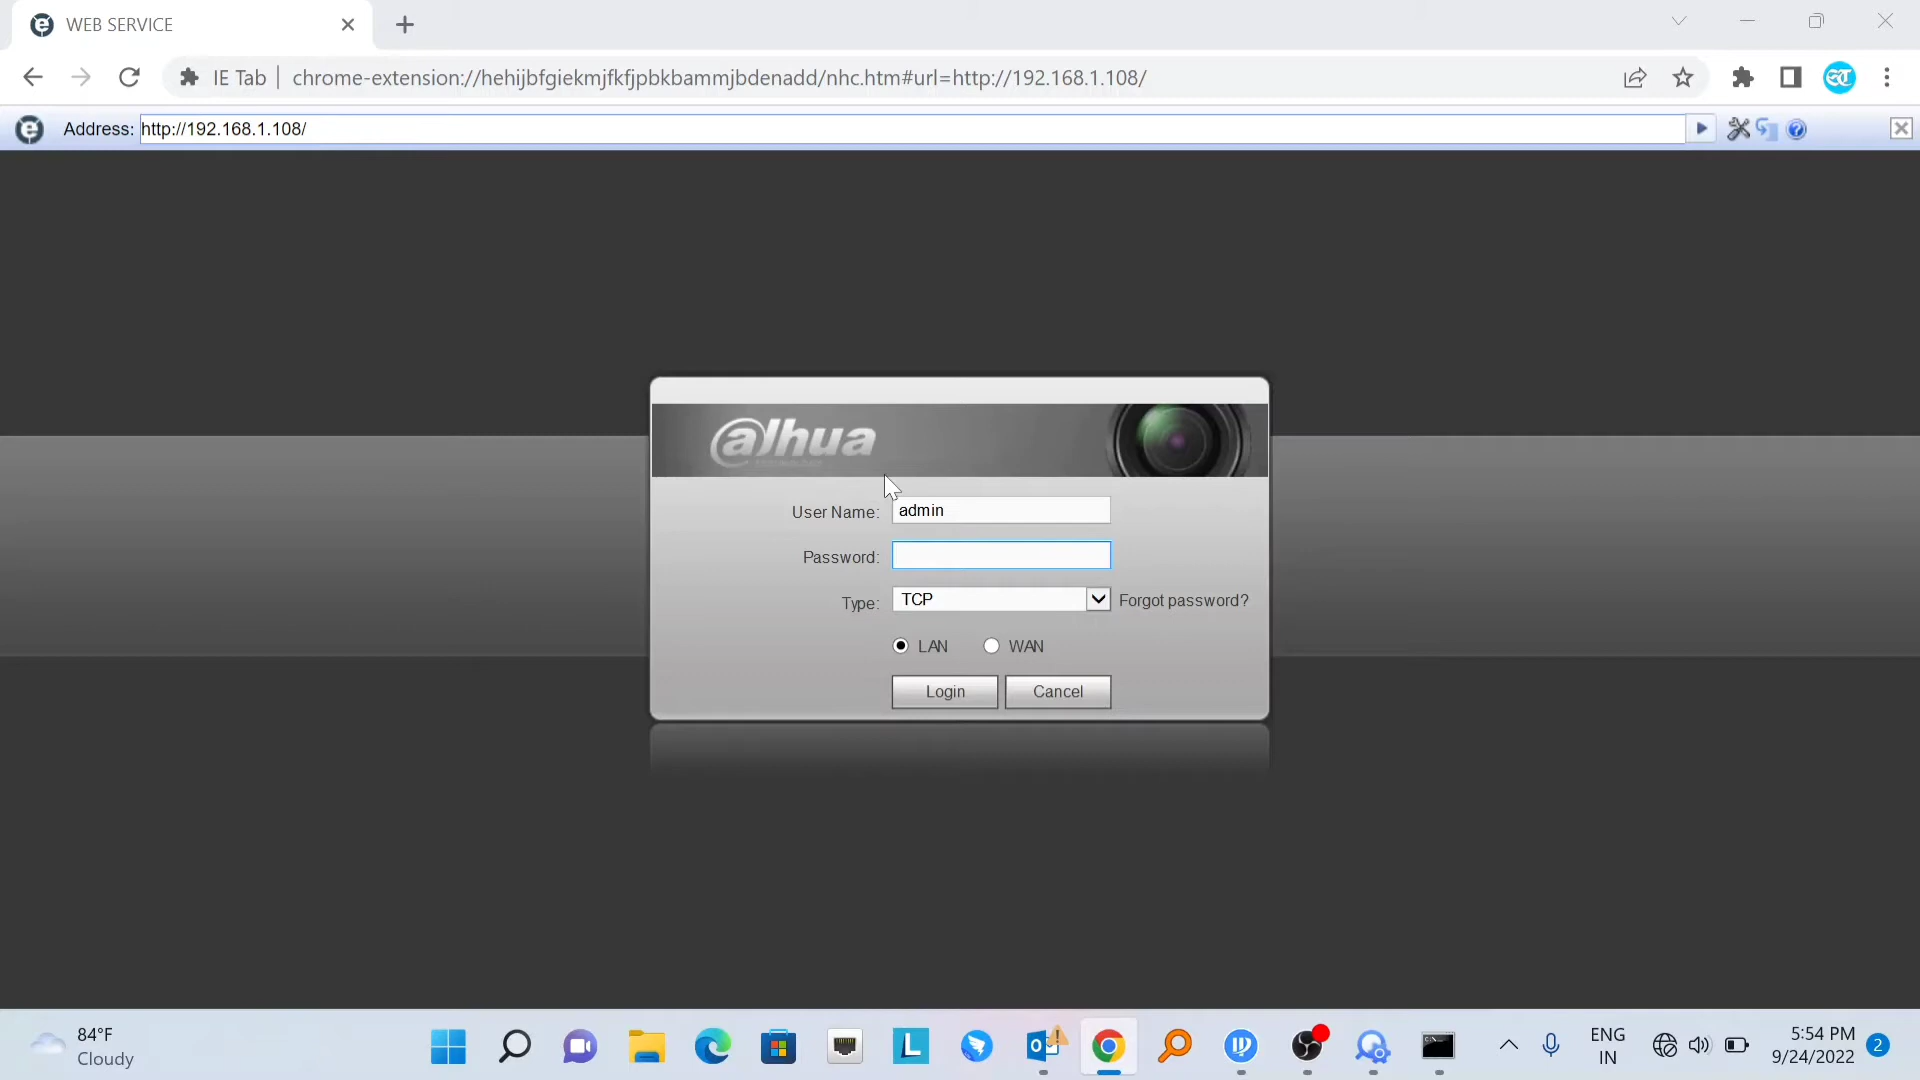 WEB SERVICE
IE Tab | chrome-extension://hehijbfgiekmjfkfjpbkbammjbdenadd/nhc.htm#url=http://192.168.1.108/
Address: http://192.168.1.108/
alhua
User Name: admin
Password:
Type: TCP Forgot password?
LAN WAN
Login Cancel
84°F
Cloudy
ENG
IN
5:54 PM
9/24/2022
2